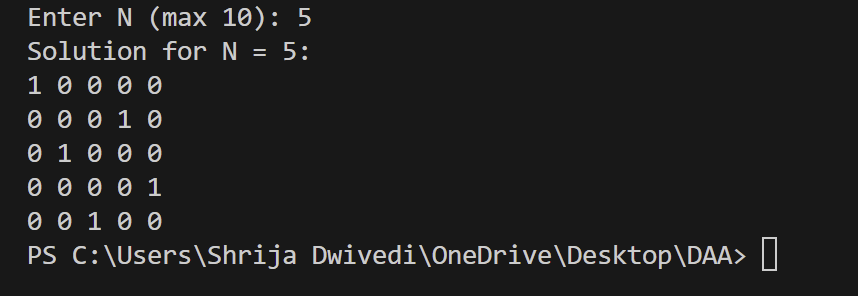 Enter N (max 10): 5
Solution for N = 5:
1 0 0 0 0
0 0 0 1 0
0 1 0 0 0
0 0 0 0 1
0 0 1 0 0
PS C:\Users\Shrija Dwivedi\OneDrive\Desktop\DAA>